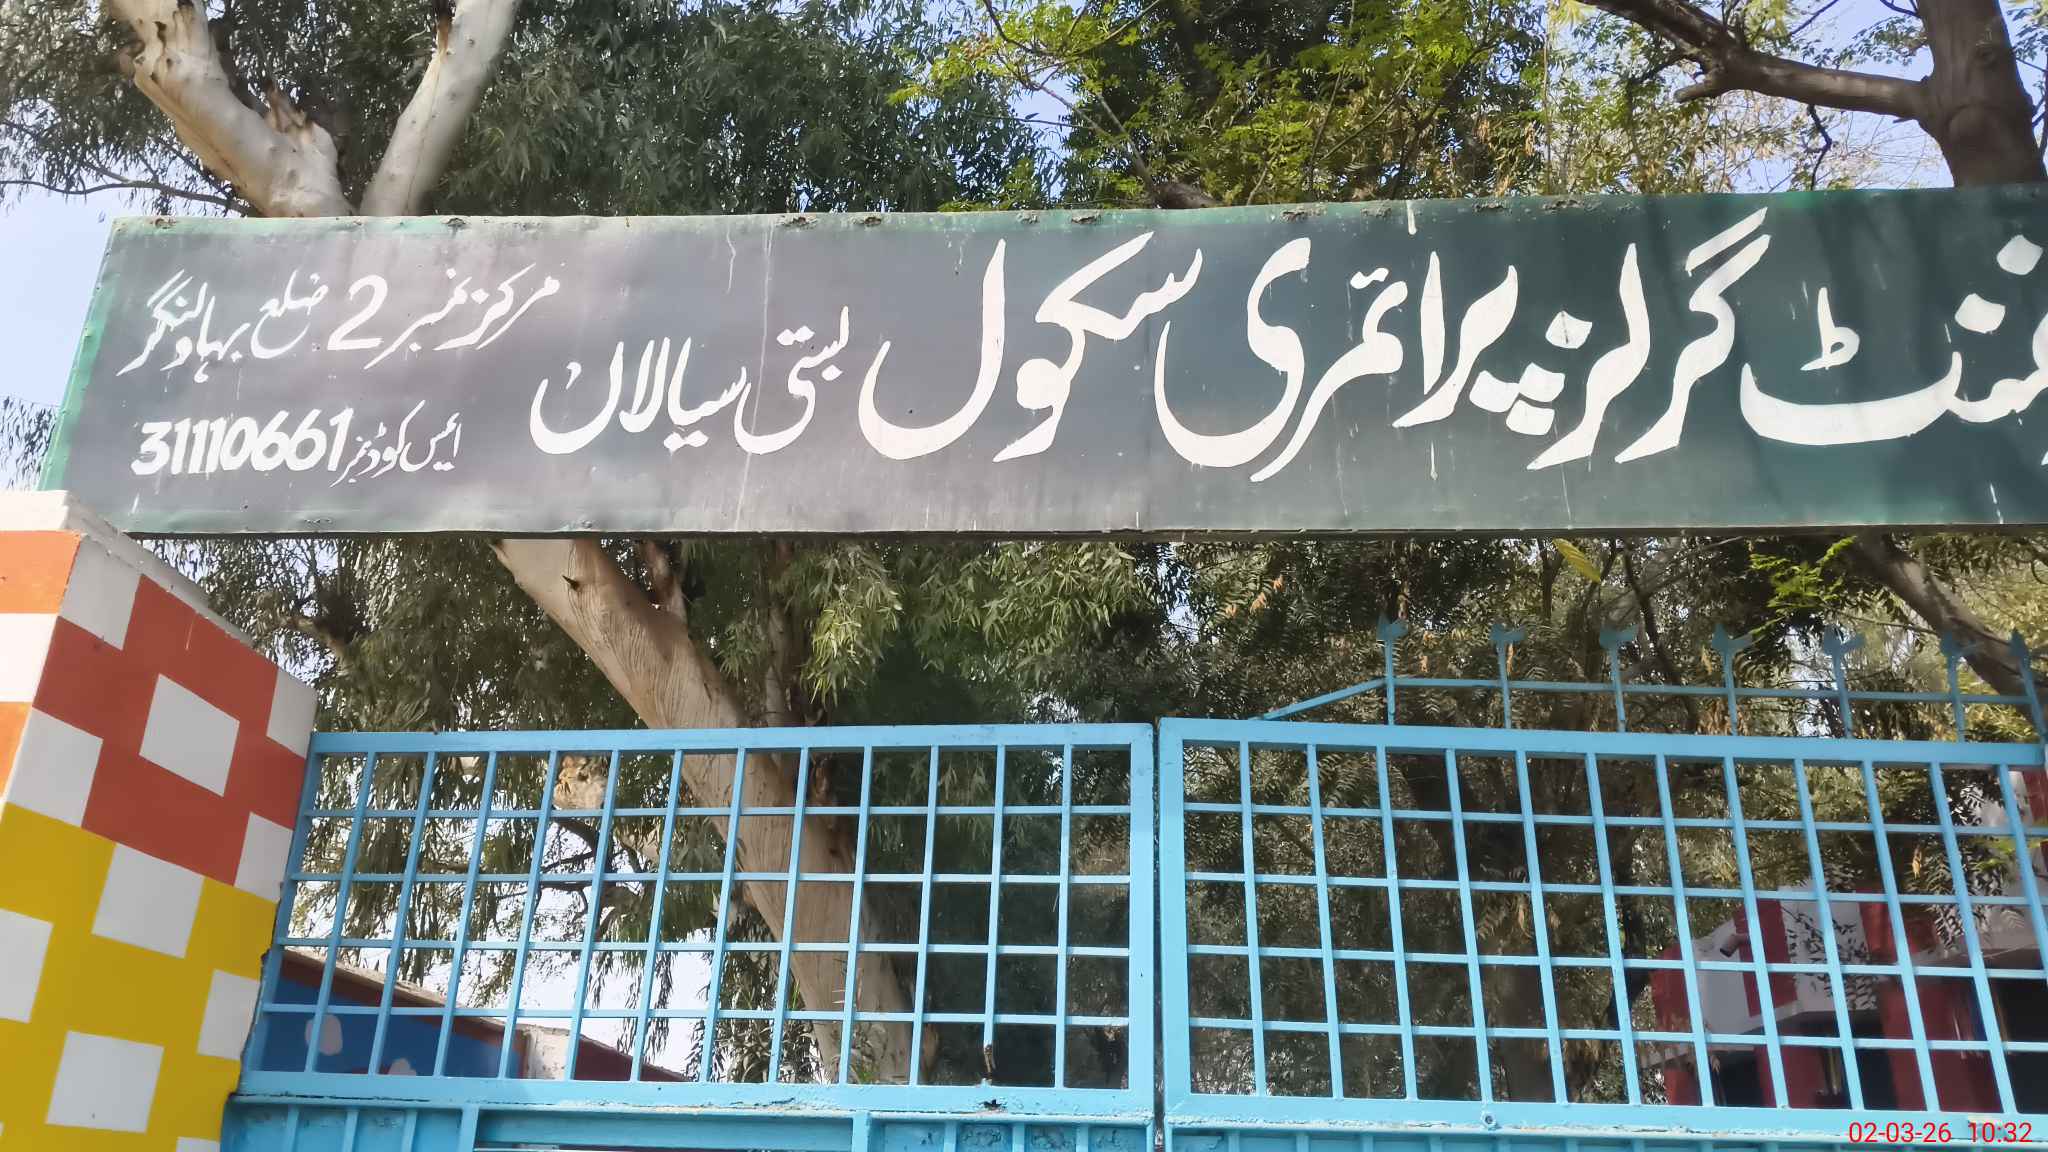 گرلز پرائمری سکول بستی سیالاں
مرکز نمبر 2 ضلع بہاولنگر
ایس کوڈ نمبر 31110661
02-03-26 10:32